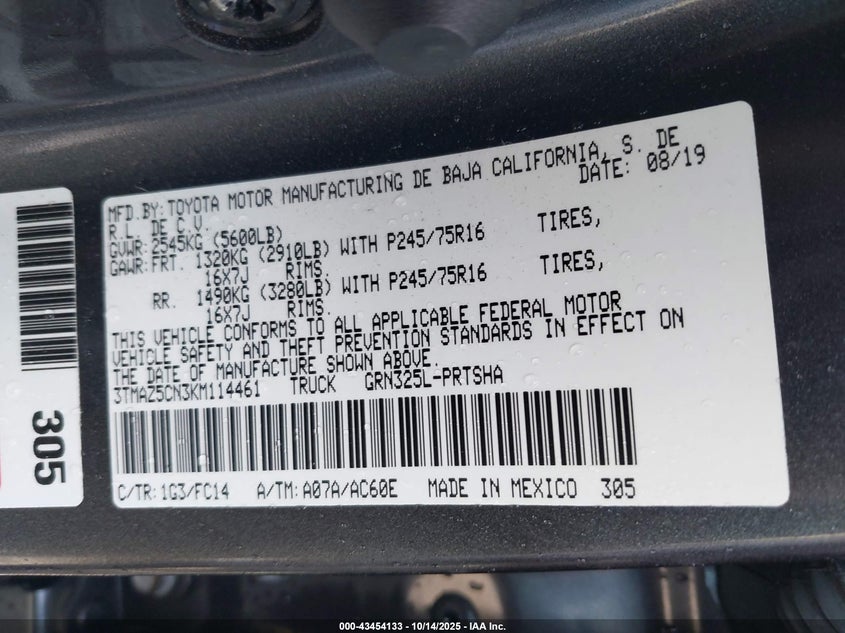 MFD.BY:TOYOTA MOTOR MANUFACTURING DE BAJA CALIFORNIA, S. DE
R.L. DE C.V. DATE: 08/19
GVWR:2545KG (5600LB)
GAWR:FRT. 1320KG (2910LB) WITH P245/75R16 TIRES,
16X7J RIMS.
RR. 1490KG (3280LB) WITH P245/75R16 TIRES,
16X7J RIMS.
THIS VEHICLE CONFORMS TO ALL APPLICABLE FEDERAL MOTOR
VEHICLE SAFETY AND THEFT PREVENTION STANDARDS IN EFFECT ON
THE DATE OF MANUFACTURE SHOWN ABOVE.
3TMAZ5CN3KM114461 TRUCK GRN325L-PRTSHA
C/TR:1G3/FC14 A/TM:A07A/AC60E MADE IN MEXICO 305
305
000-43454133 - 10/14/2025 - IAA Inc.